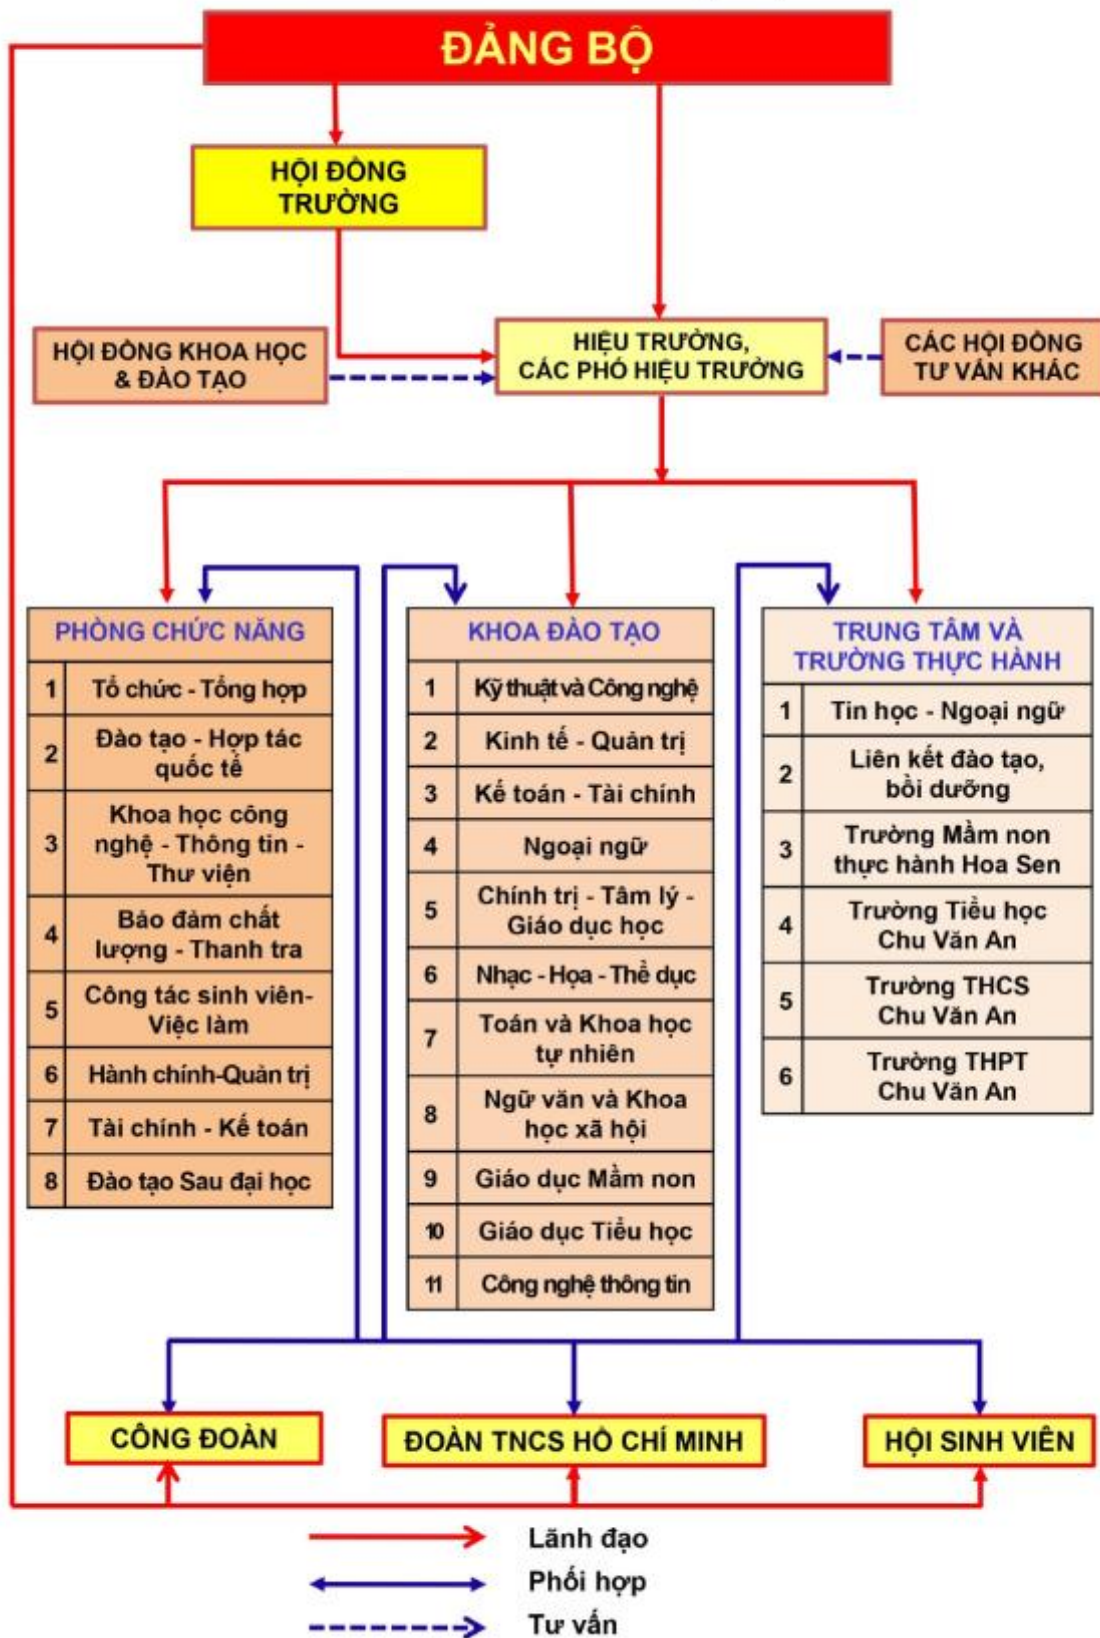 ĐẢNG BỘ
HỘI ĐỒNG
TRƯỜNG
HỘI ĐỒNG KHOA HỌC
& ĐÀO TẠO
HIỆU TRƯỞNG,
CÁC PHÓ HIỆU TRƯỞNG
CÁC HỘI ĐỒNG
TƯ VẤN KHÁC
PHÒNG CHỨC NĂNG
1 Tổ chức - Tổng hợp
2 Đào tạo - Hợp tác
quốc tế
3 Khoa học công
nghệ - Thông tin -
Thư viện
4 Bảo đảm chất
lượng - Thanh tra
5 Công tác sinh viên-
Việc làm
6 Hành chính-Quản trị
7 Tài chính - Kế toán
8 Đào tạo Sau đại học
KHOA ĐÀO TẠO
1 Kỹ thuật và Công nghệ
2 Kinh tế - Quản trị
3 Kế toán - Tài chính
4 Ngoại ngữ
5 Chính trị - Tâm lý -
Giáo dục học
6 Nhạc - Họa - Thể dục
7 Toán và Khoa học
tự nhiên
8 Ngữ văn và Khoa
học xã hội
9 Giáo dục Mầm non
10 Giáo dục Tiểu học
11 Công nghệ thông tin
TRUNG TÂM VÀ
TRƯỜNG THỰC HÀNH
1 Tin học - Ngoại ngữ
2 Liên kết đào tạo,
bồi dưỡng
3 Trường Mầm non
thực hành Hoa Sen
4 Trường Tiểu học
Chu Văn An
5 Trường THCS
Chu Văn An
6 Trường THPT
Chu Văn An
CÔNG ĐOÀN
ĐOÀN TNCS HỒ CHÍ MINH
HỘI SINH VIÊN
Lãnh đạo
Phối hợp
Tư vấn